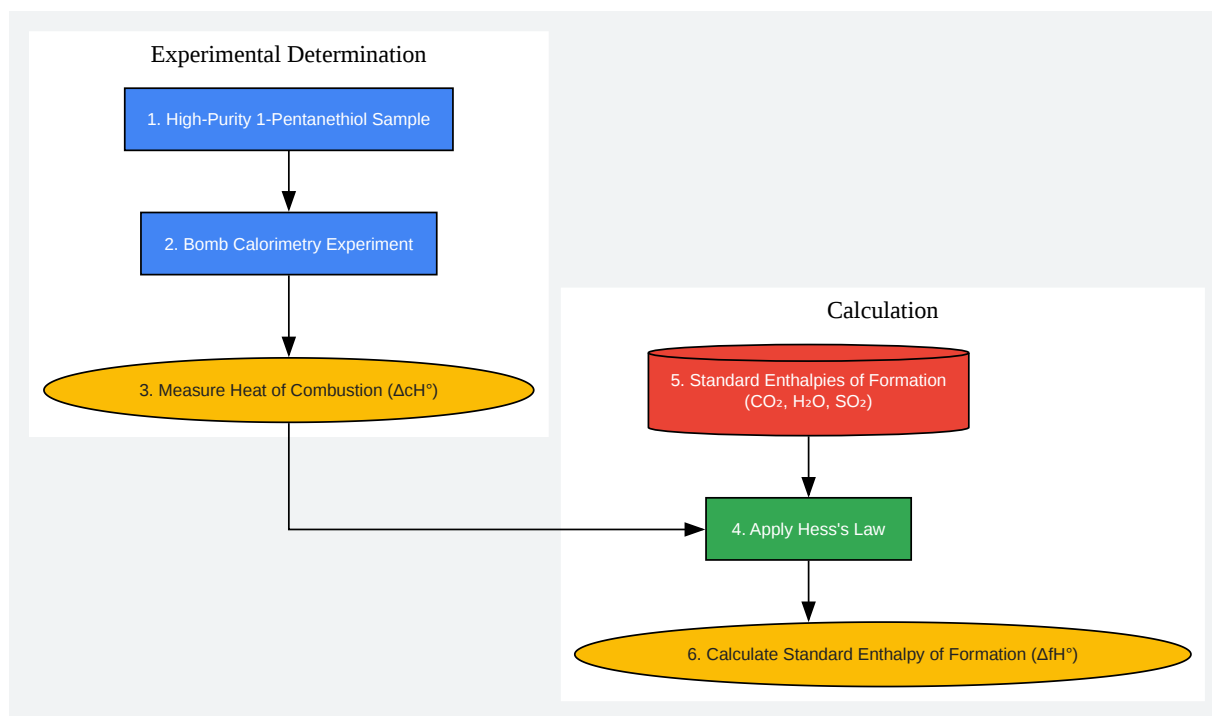 Experimental Determination
1. High-Purity 1-Pentanethiol Sample
2. Bomb Calorimetry Experiment
3. Measure Heat of Combustion (ΔcH°)
Calculation
5. Standard Enthalpies of Formation
(CO₂, H₂O, SO₂)
4. Apply Hess's Law
6. Calculate Standard Enthalpy of Formation (ΔfH°)